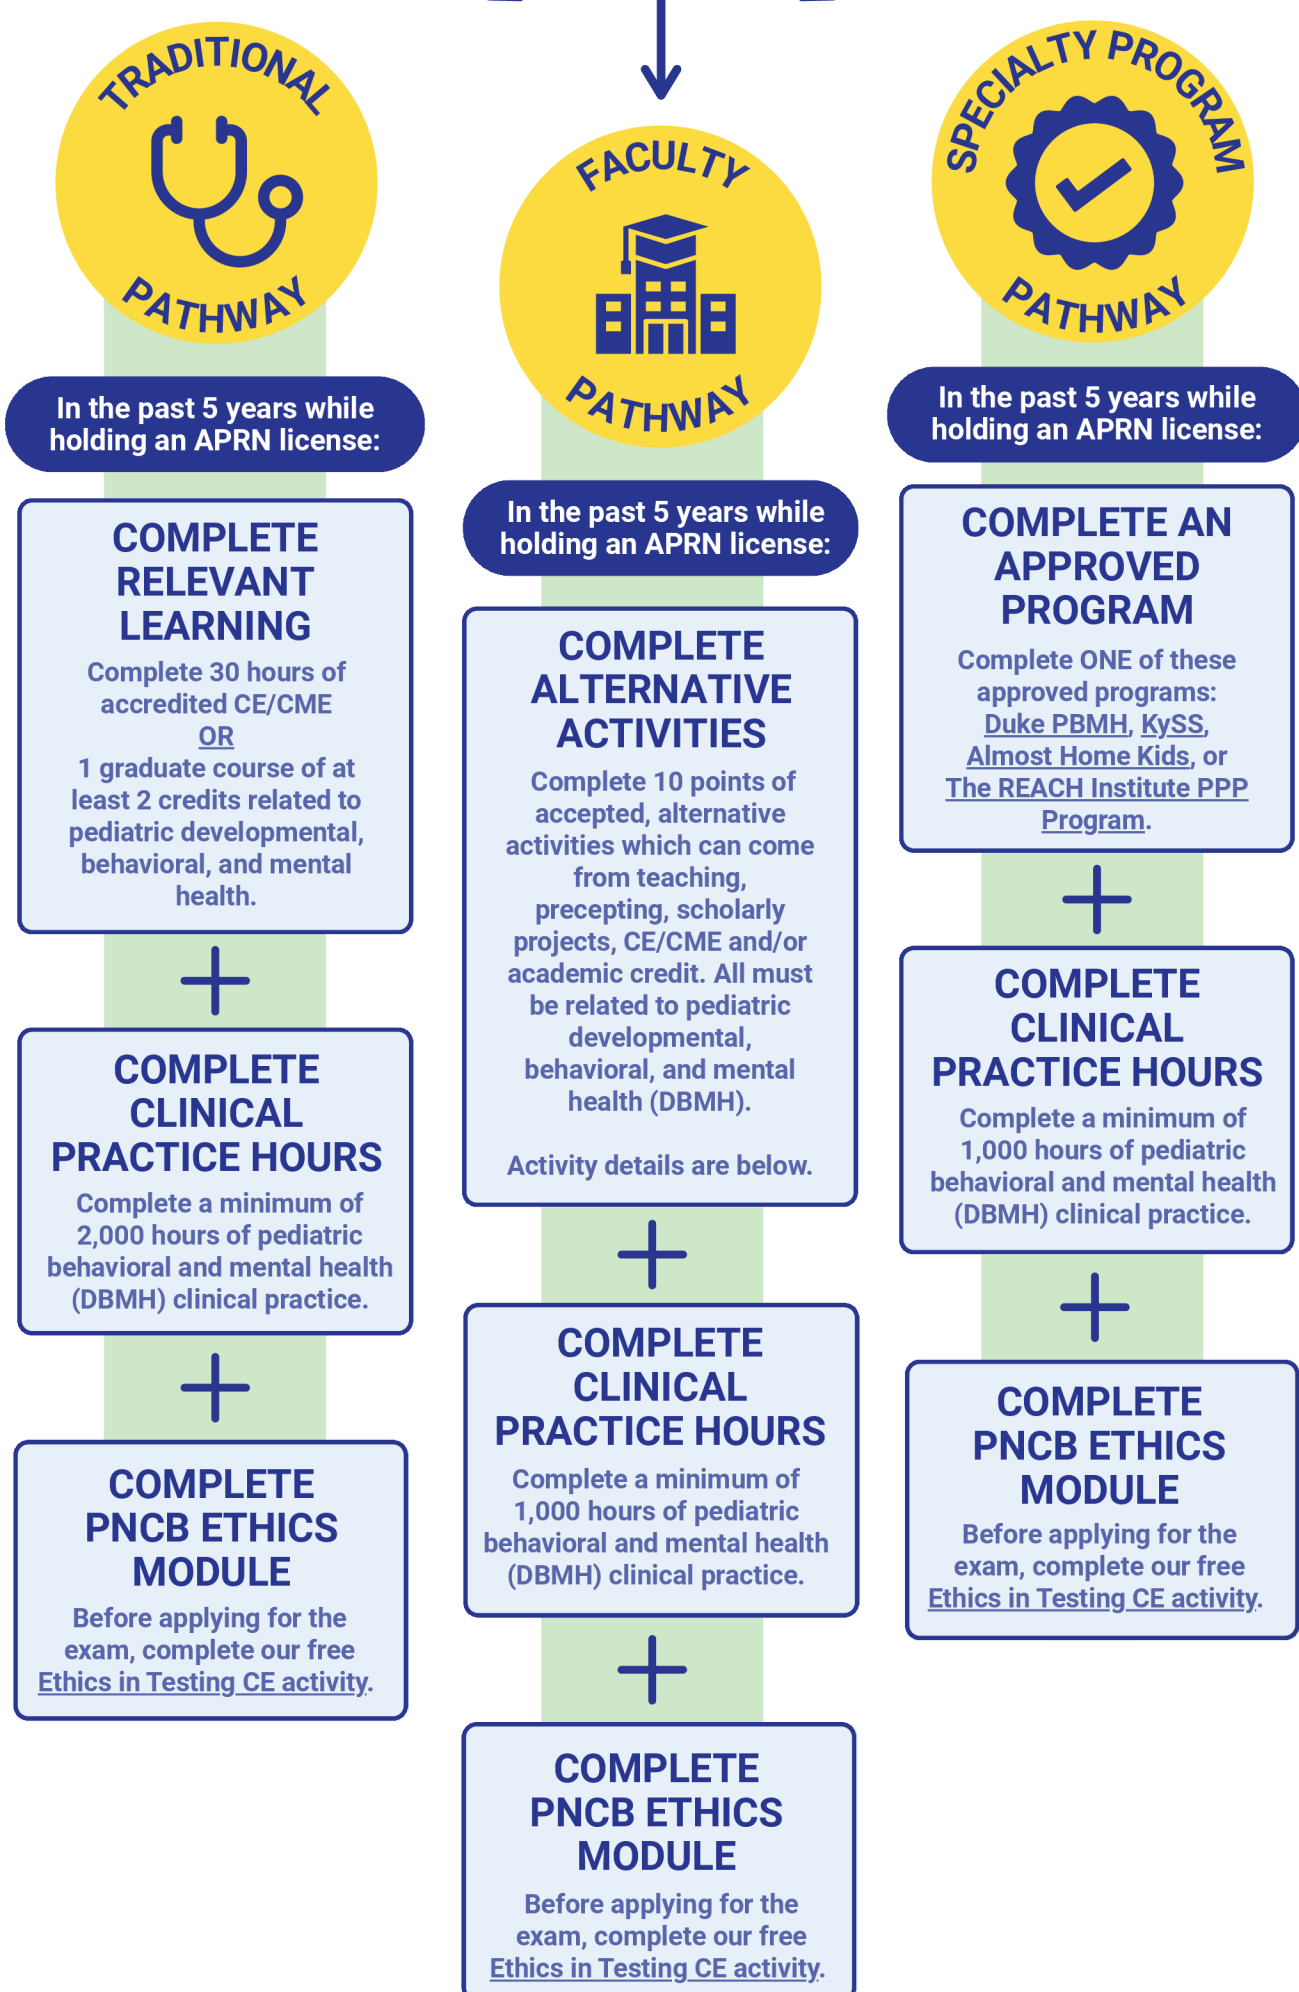 TRADITIONAL
PATHWAY
In the past 5 years while
holding an APRN license:
COMPLETE
RELEVANT
LEARNING
Complete 30 hours of
accredited CE/CME
OR
1 graduate course of at
least 2 credits related to
pediatric developmental,
behavioral, and mental
health.
COMPLETE
CLINICAL
PRACTICE HOURS
Complete a minimum of
2,000 hours of pediatric
behavioral and mental health
(DBMH) clinical practice.
COMPLETE
PNCB ETHICS
MODULE
Before applying for the
exam, complete our free
Ethics in Testing CE activity.
FACULTY
PATHWAY
In the past 5 years while
holding an APRN license:
COMPLETE
ALTERNATIVE
ACTIVITIES
Complete 10 points of
accepted, alternative
activities which can come
from teaching,
precepting, scholarly
projects, CE/CME and/or
academic credit. All must
be related to pediatric
developmental,
behavioral, and mental
health (DBMH).
Activity details are below.
COMPLETE
CLINICAL
PRACTICE HOURS
Complete a minimum of
1,000 hours of pediatric
behavioral and mental health
(DBMH) clinical practice.
COMPLETE
PNCB ETHICS
MODULE
Before applying for the
exam, complete our free
Ethics in Testing CE activity.
SPECIALTY PROGRAM
PATHWAY
In the past 5 years while
holding an APRN license:
COMPLETE AN
APPROVED
PROGRAM
Complete ONE of these
approved programs:
Duke PBMH, KySS,
Almost Home Kids, or
The REACH Institute PPP
Program.
COMPLETE
CLINICAL
PRACTICE HOURS
Complete a minimum of
1,000 hours of pediatric
behavioral and mental health
(DBMH) clinical practice.
COMPLETE
PNCB ETHICS
MODULE
Before applying for the
exam, complete our free
Ethics in Testing CE activity.